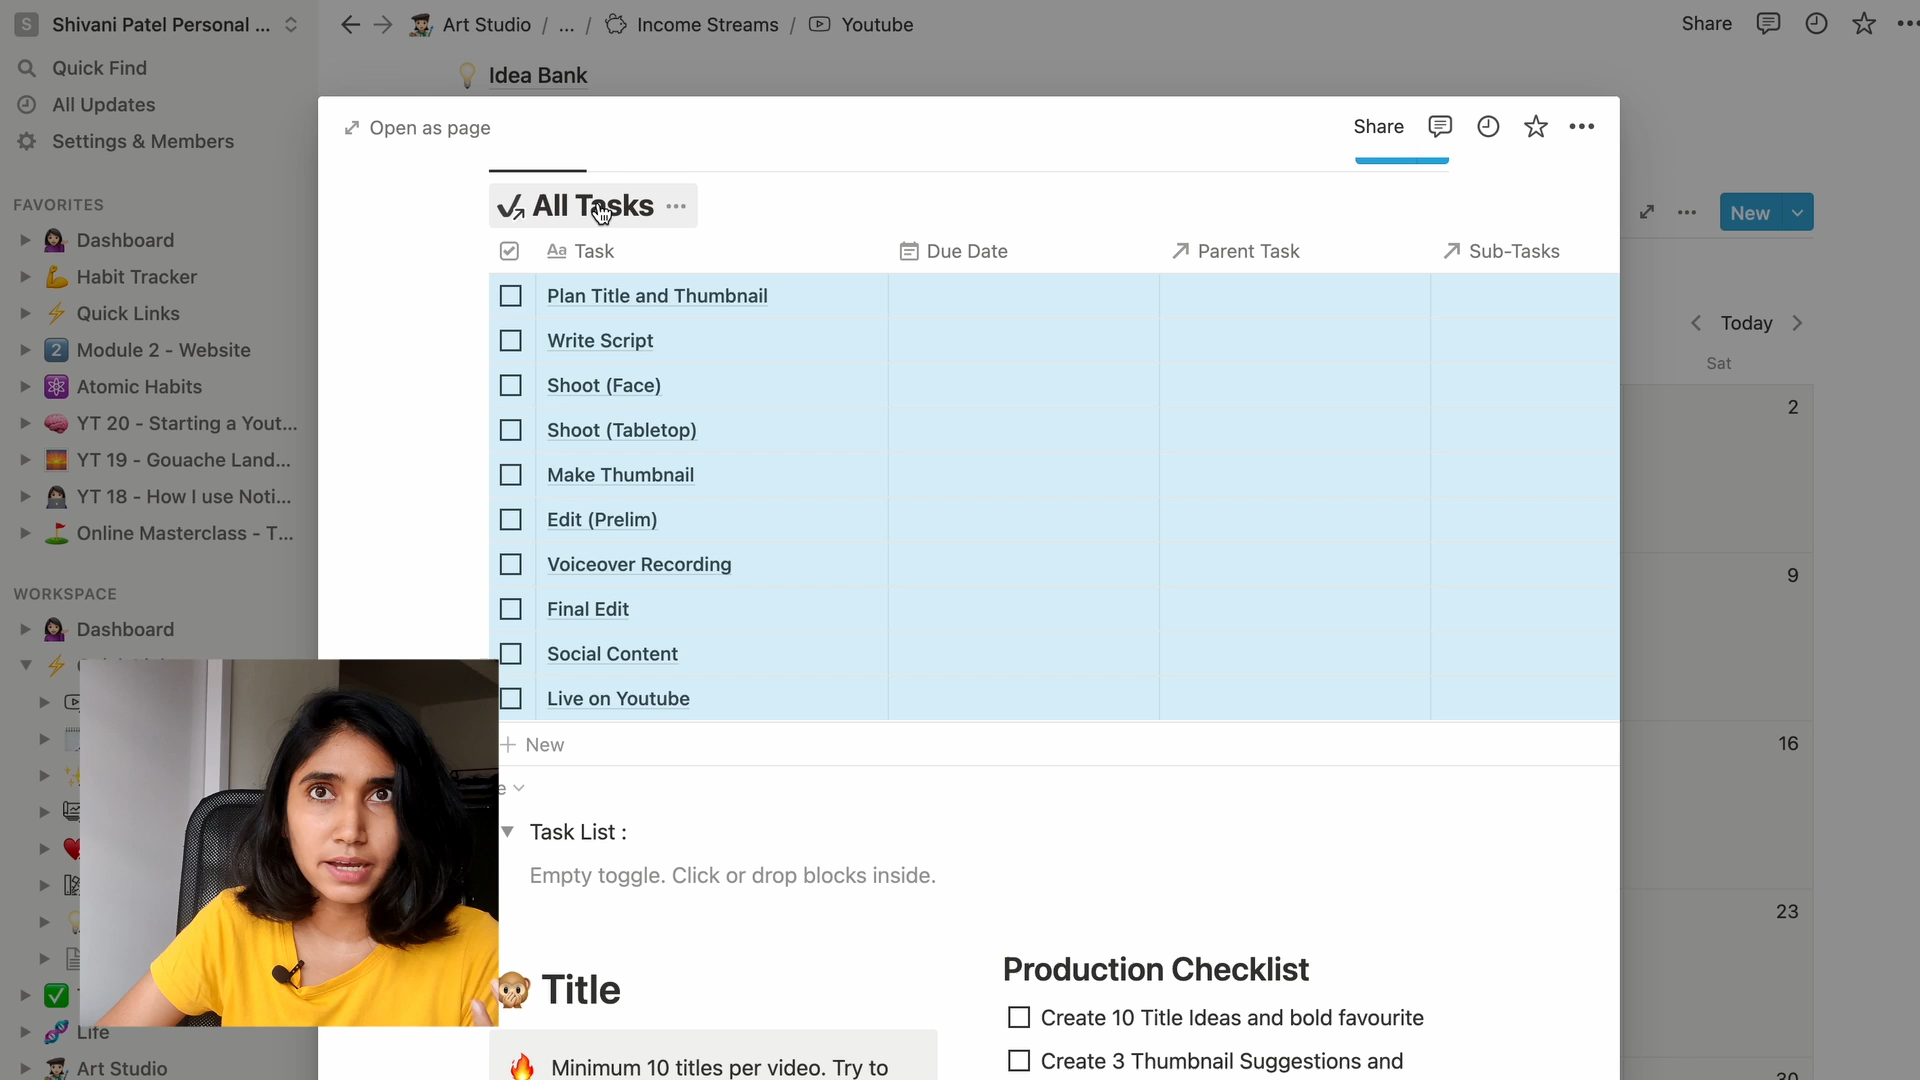 S Shivani Patel Personal ...
Quick Find
All Updates
Settings & Members
FAVORITES
Dashboard
Habit Tracker
Quick Links
2 Module 2 - Website
Atomic Habits
YT 20 - Starting a Yout...
YT 19 - Gouache Land...
YT 18 - How I use Noti...
Online Masterclass - T...
WORKSPACE
Dashboard
Life
Art Studio
Art Studio / ... / Income Streams / Youtube
Share
Idea Bank
New
Today
Sat
2
9
16
23
30
Open as page
Share
All Tasks
Aa Task Due Date Parent Task Sub-Tasks
Plan Title and Thumbnail
Write Script
Shoot (Face)
Shoot (Tabletop)
Make Thumbnail
Edit (Prelim)
Voiceover Recording
Final Edit
Social Content
Live on Youtube
+ New
Task List :
Empty toggle. Click or drop blocks inside.
Title
Minimum 10 titles per video. Try to
Production Checklist
Create 10 Title Ideas and bold favourite
Create 3 Thumbnail Suggestions and